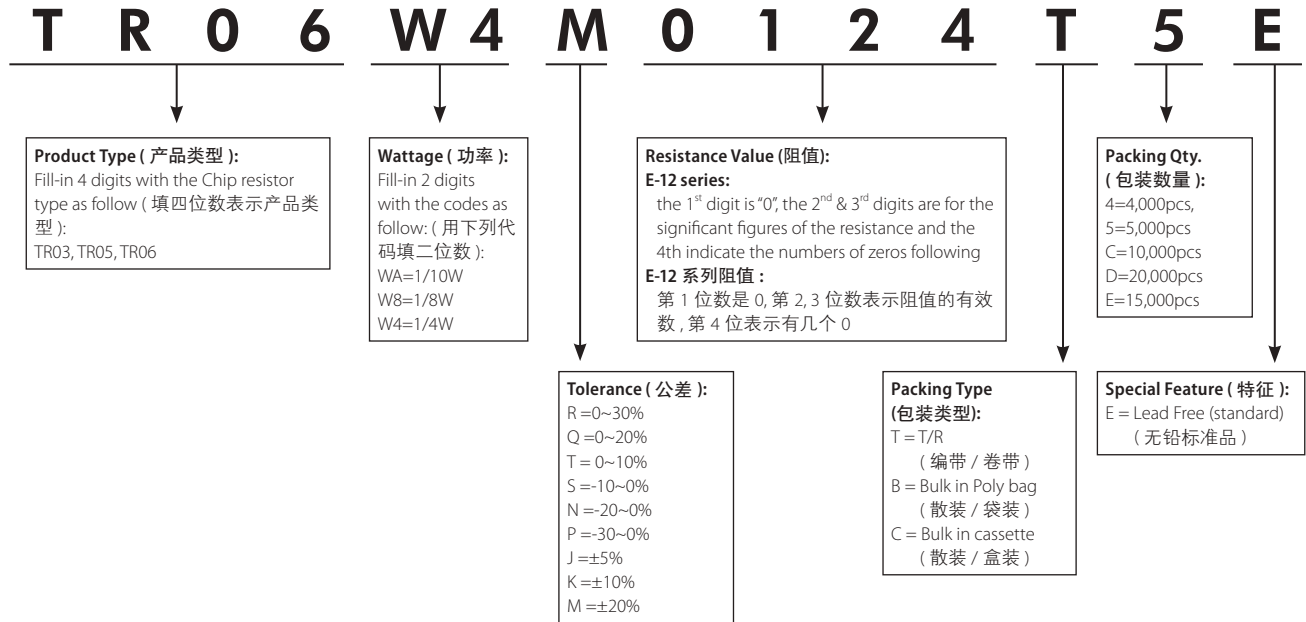 T R 0 6 W 4 M 0 1 2 4 T 5 E
Product Type ( 产品类型 ):
Fill-in 4 digits with the Chip resistor
type as follow ( 填四位数表示产品类
型 ):
TR03, TR05, TR06
Wattage ( 功率 ):
Fill-in 2 digits
with the codes as
follow: ( 用下列代
码填二位数 ):
WA=1/10W
W8=1/8W
W4=1/4W
Resistance Value (阻值):
E-12 series:
the 1st digit is “0”, the 2nd & 3rd digits are for the
significant figures of the resistance and the
4th indicate the numbers of zeros following
E-12 系列阻值 :
第 1 位数是 0, 第 2, 3 位数表示阻值的有效
数 , 第 4 位表示有几个 0
Packing Qty.
( 包装数量 ):
4=4,000pcs,
5=5,000pcs
C=10,000pcs
D=20,000pcs
E=15,000pcs
Tolerance ( 公差 ):
R =0~30%
Q =0~20%
T = 0~10%
S =-10~0%
N =-20~0%
P =-30~0%
J =±5%
K =±10%
M =±20%
Packing Type
(包装类型):
T = T/R
( 编带 / 卷带 )
B = Bulk in Poly bag
( 散装 / 袋装 )
C = Bulk in cassette
( 散装 / 盒装 )
Special Feature ( 特征 ):
E = Lead Free (standard)
( 无铅标准品 )